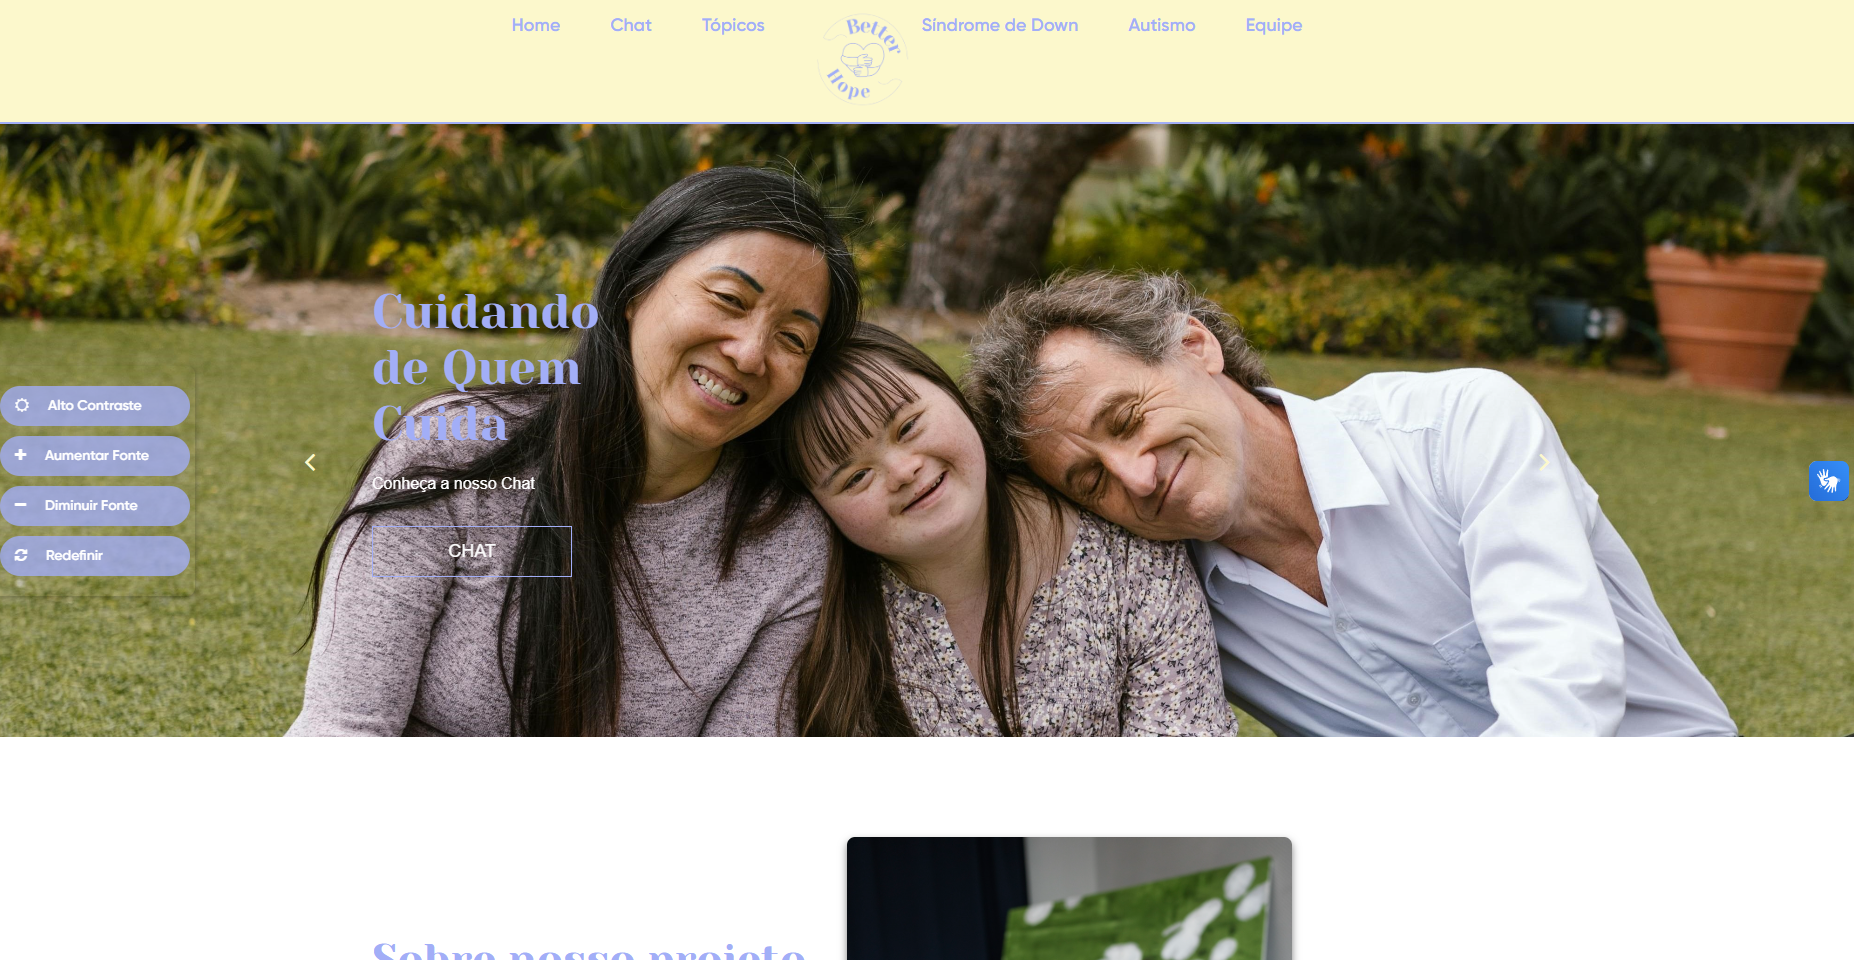 Home
Chat
Tópicos
Better
Hope
Síndrome de Down
Autismo
Equipe
Cuidando
de Quem
Cuida
Conheça a nosso Chat
CHAT
Alto Contraste
Aumentar Fonte
Diminuir Fonte
Redefinir
Sobre nosso projeto